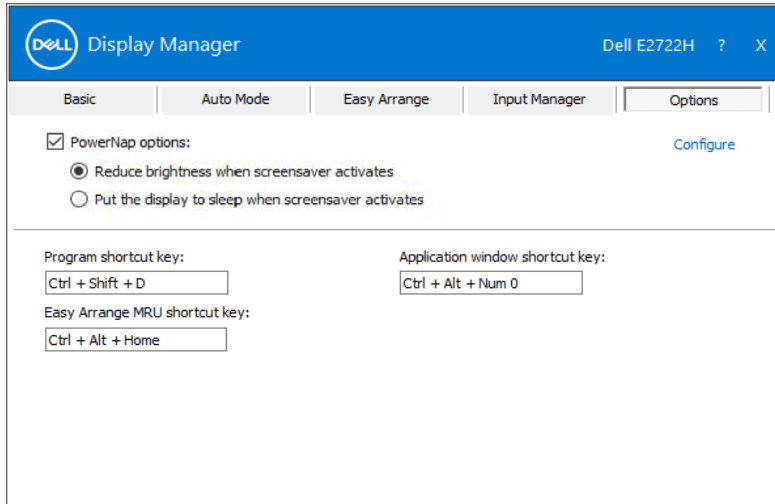 DELL Display Manager Dell E2722H ? X
Basic Auto Mode Easy Arrange Input Manager Options
PowerNap options: Configure
Reduce brightness when screensaver activates
Put the display to sleep when screensaver activates
Program shortcut key: Application window shortcut key:
Ctrl + Shift + D Ctrl + Alt + Num 0
Easy Arrange MRU shortcut key:
Ctrl + Alt + Home